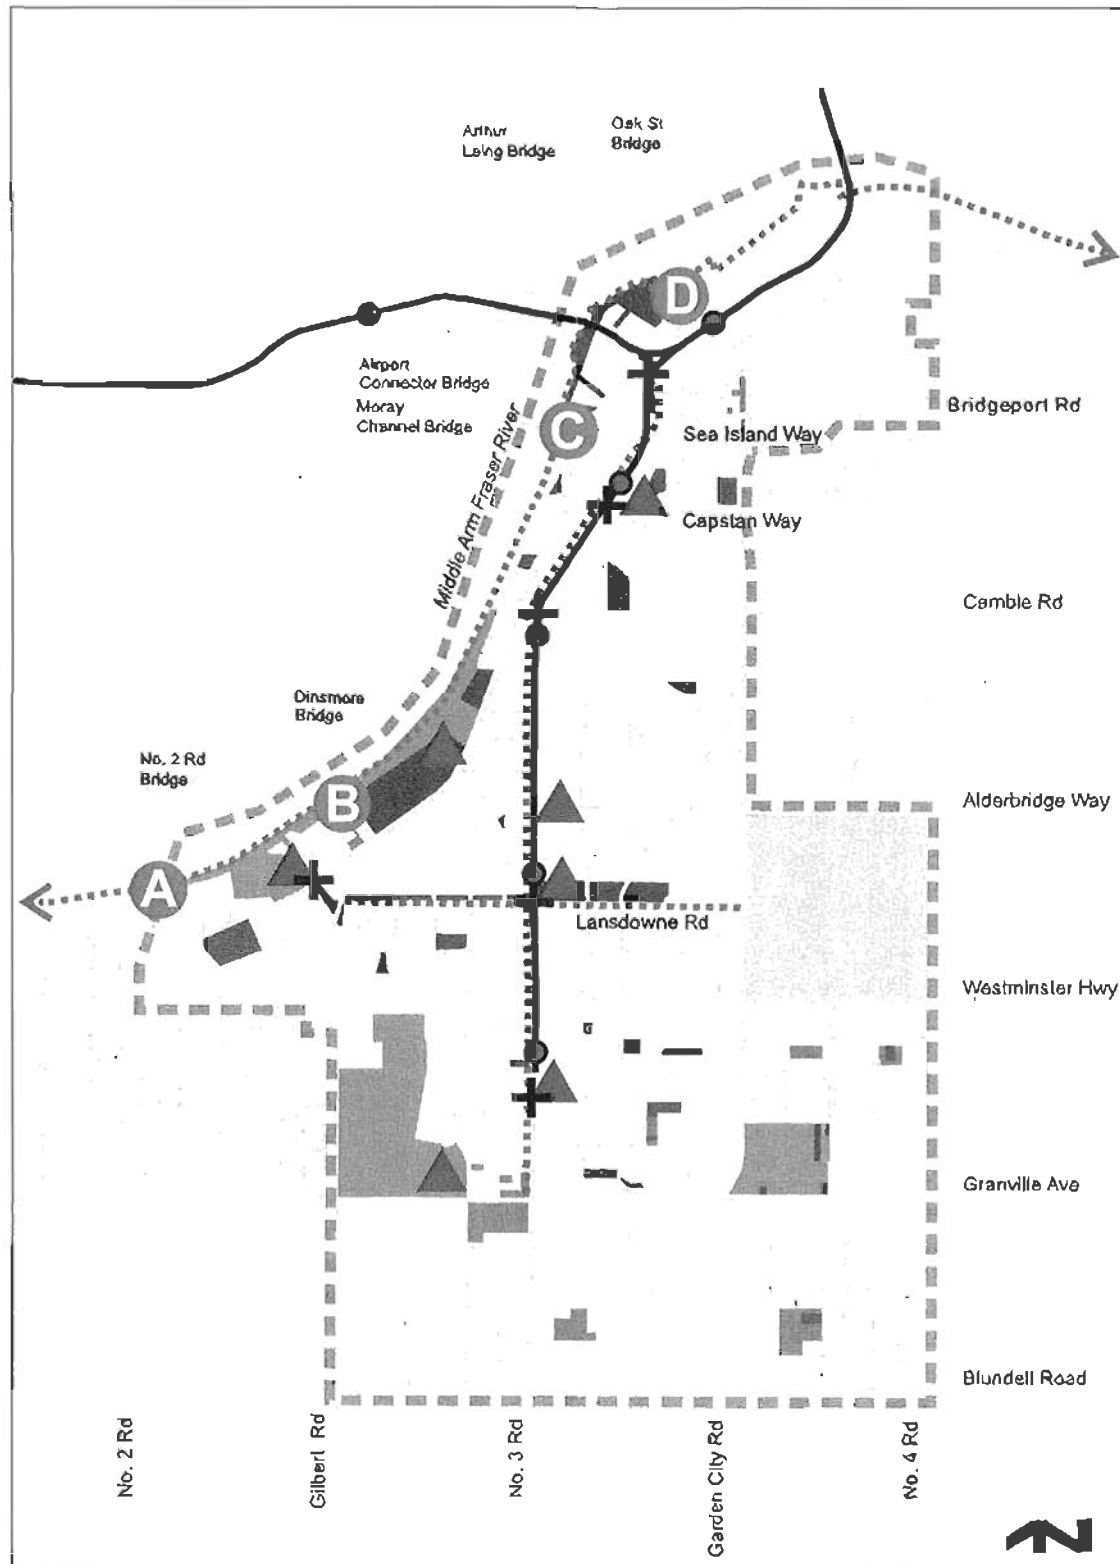 Arthur
Laing Bridge
Oak St
Bridge
D
Airport
Connector Bridge
Moray
Channel Bridge
Bridgeport Rd
C
Sea Island Way
Middle Arm Fraser River
Capstan Way
Cambie Rd
Dinsmore
Bridge
No. 2 Rd
Bridge
B
Alderbridge Way
A
Lansdowne Rd
Westminster Hwy
Granville Ave
Blundell Road
No. 2 Rd
Gilbert Rd
No. 3 Rd
Garden City Rd
No. 4 Rd
N